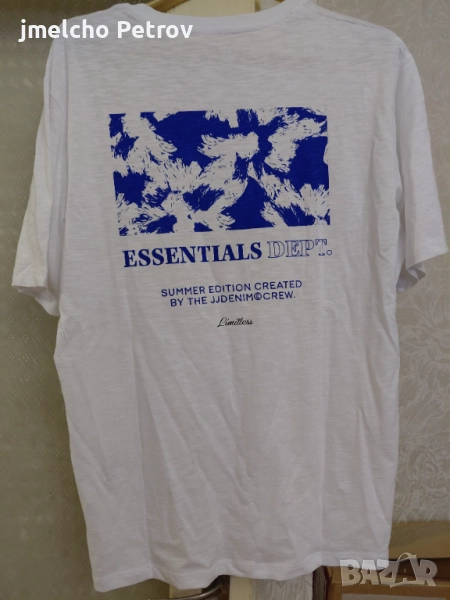 jmelcho Petrov
ESSENTIALS DEPT.
SUMMER EDITION CREATED
BY THE JJDENIM©CREW.
Limitless
BAZAR